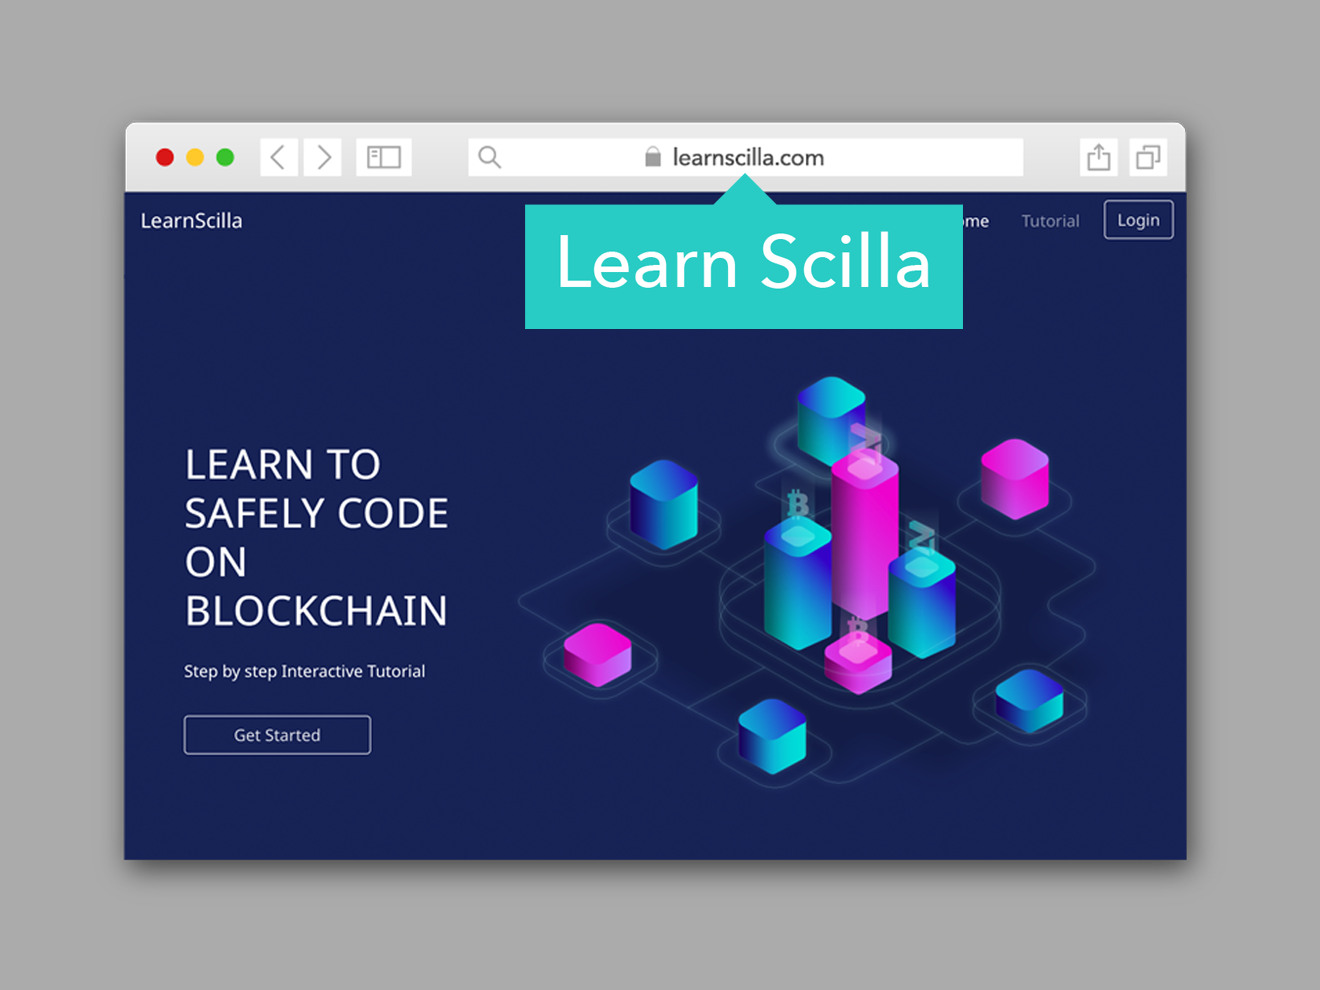 learnscilla.com
LearnScilla
Tutorial
Login
Learn Scilla
LEARN TO
SAFELY CODE
ON
BLOCKCHAIN
Step by step Interactive Tutorial
Get Started